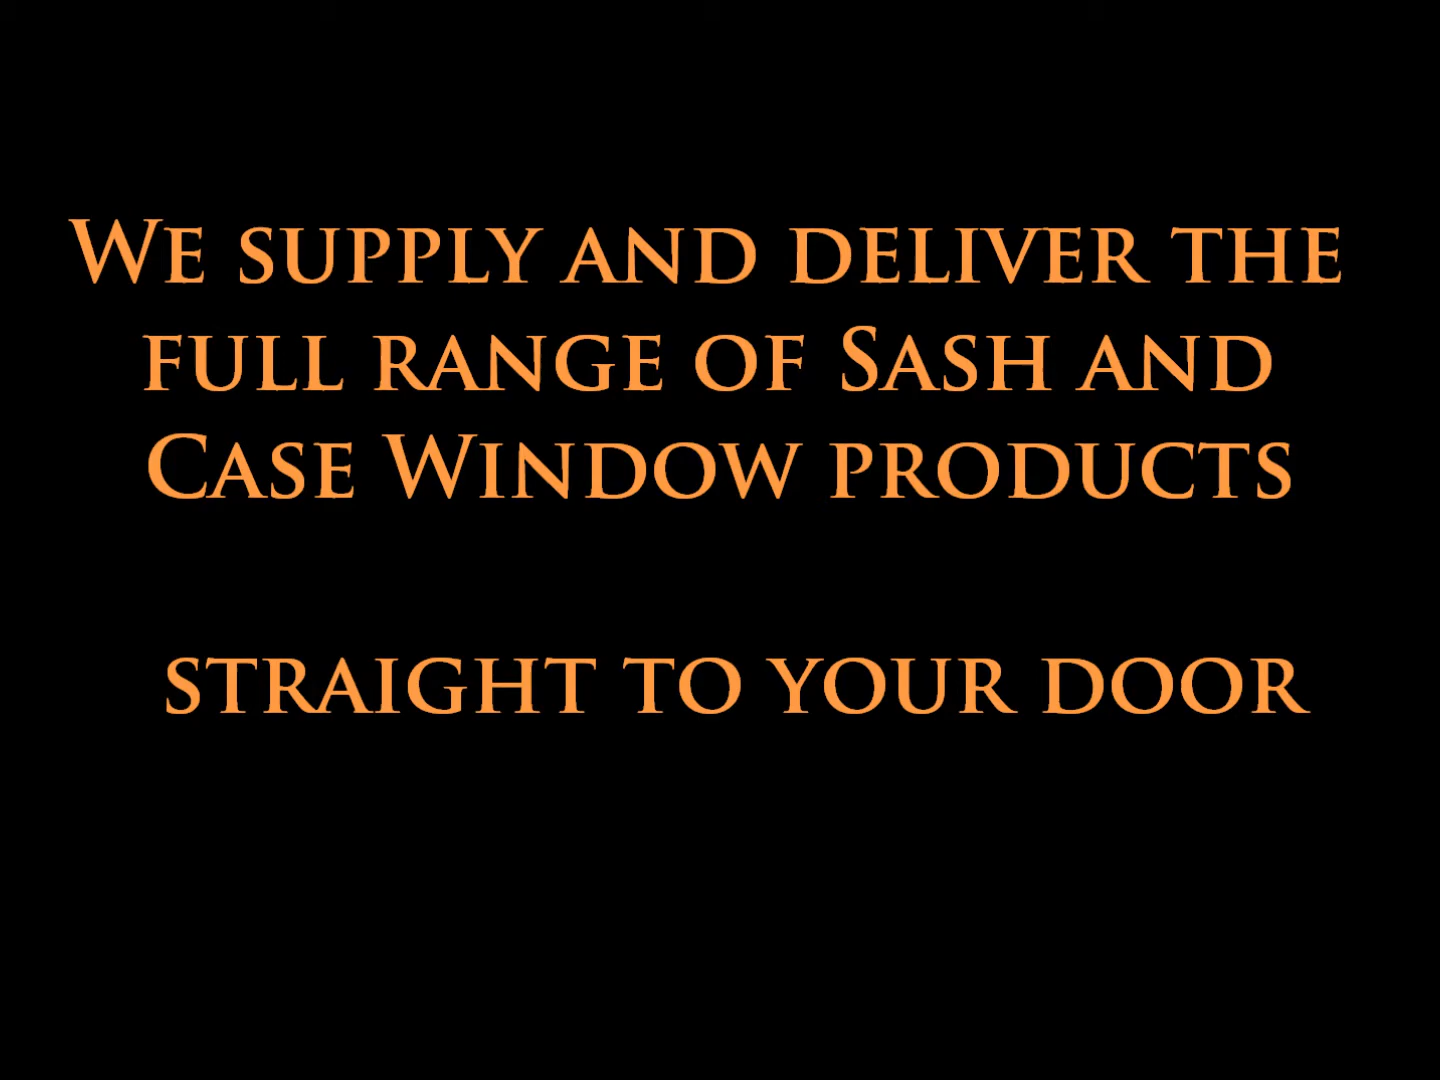 We supply and deliver the
full range of Sash and
Case Window products
straight to your door